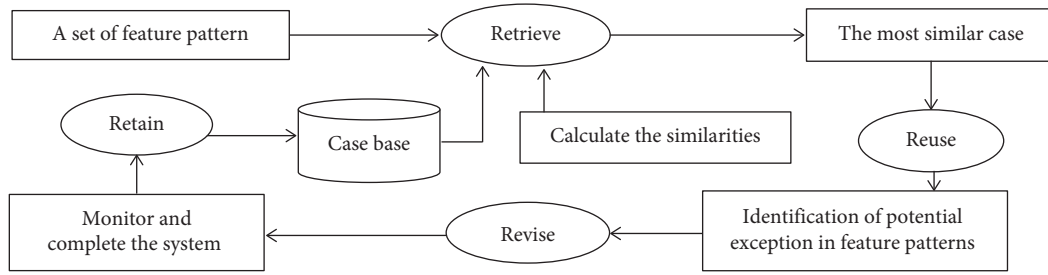 A set of feature pattern
Retrieve
The most similar case
Retain
Case base
Calculate the similarities
Reuse
Monitor and
complete the system
Revise
Identification of potential
exception in feature patterns